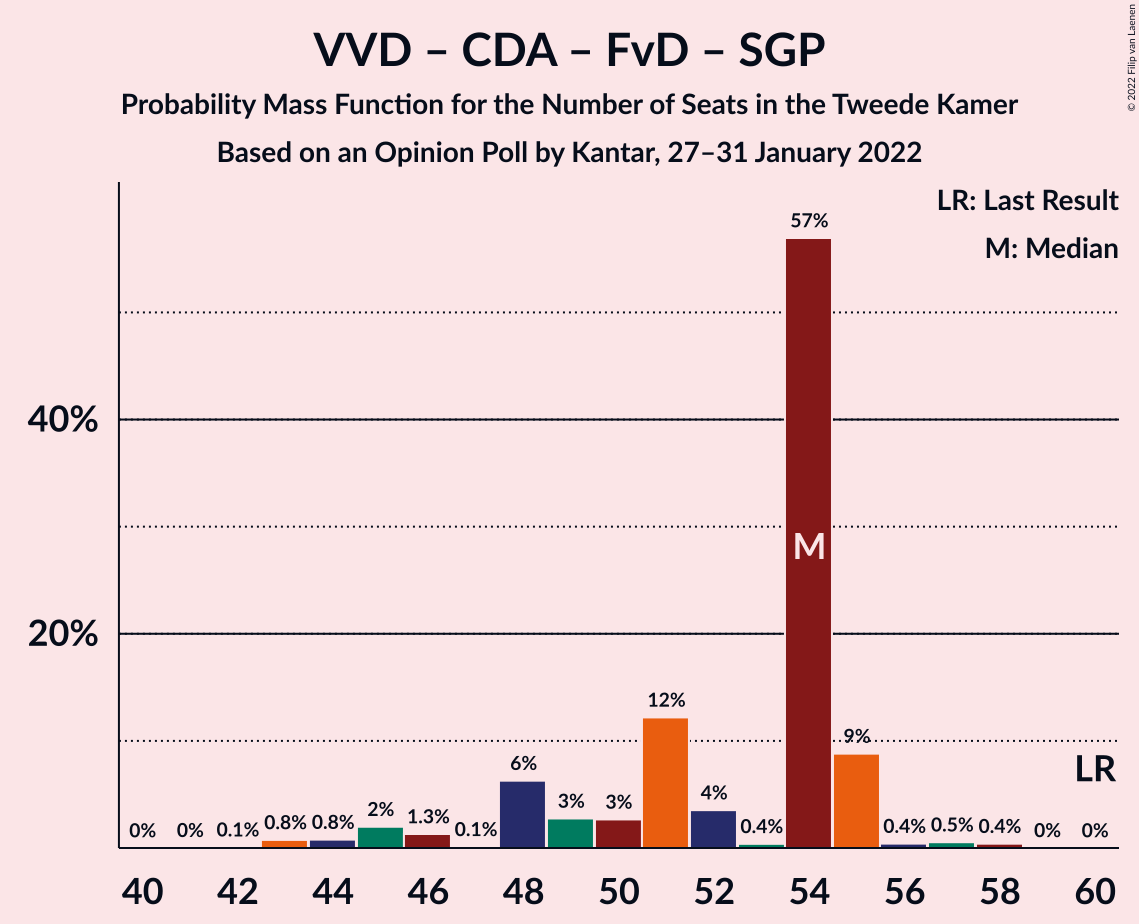 VVD – CDA – FvD – SGP
Probability Mass Function for the Number of Seats in the Tweede Kamer
Based on an Opinion Poll by Kantar, 27–31 January 2022
© 2022 Filip van Laenen
LR: Last Result
M: Median
40%
20%
0% 0% 0.1% 0.8% 0.8% 2% 1.3% 0.1% 6% 3% 3% 12% 4% 0.4% 57% 9% 0.4% 0.5% 0.4% 0% 0%
M
LR
40 42 44 46 48 50 52 54 56 58 60